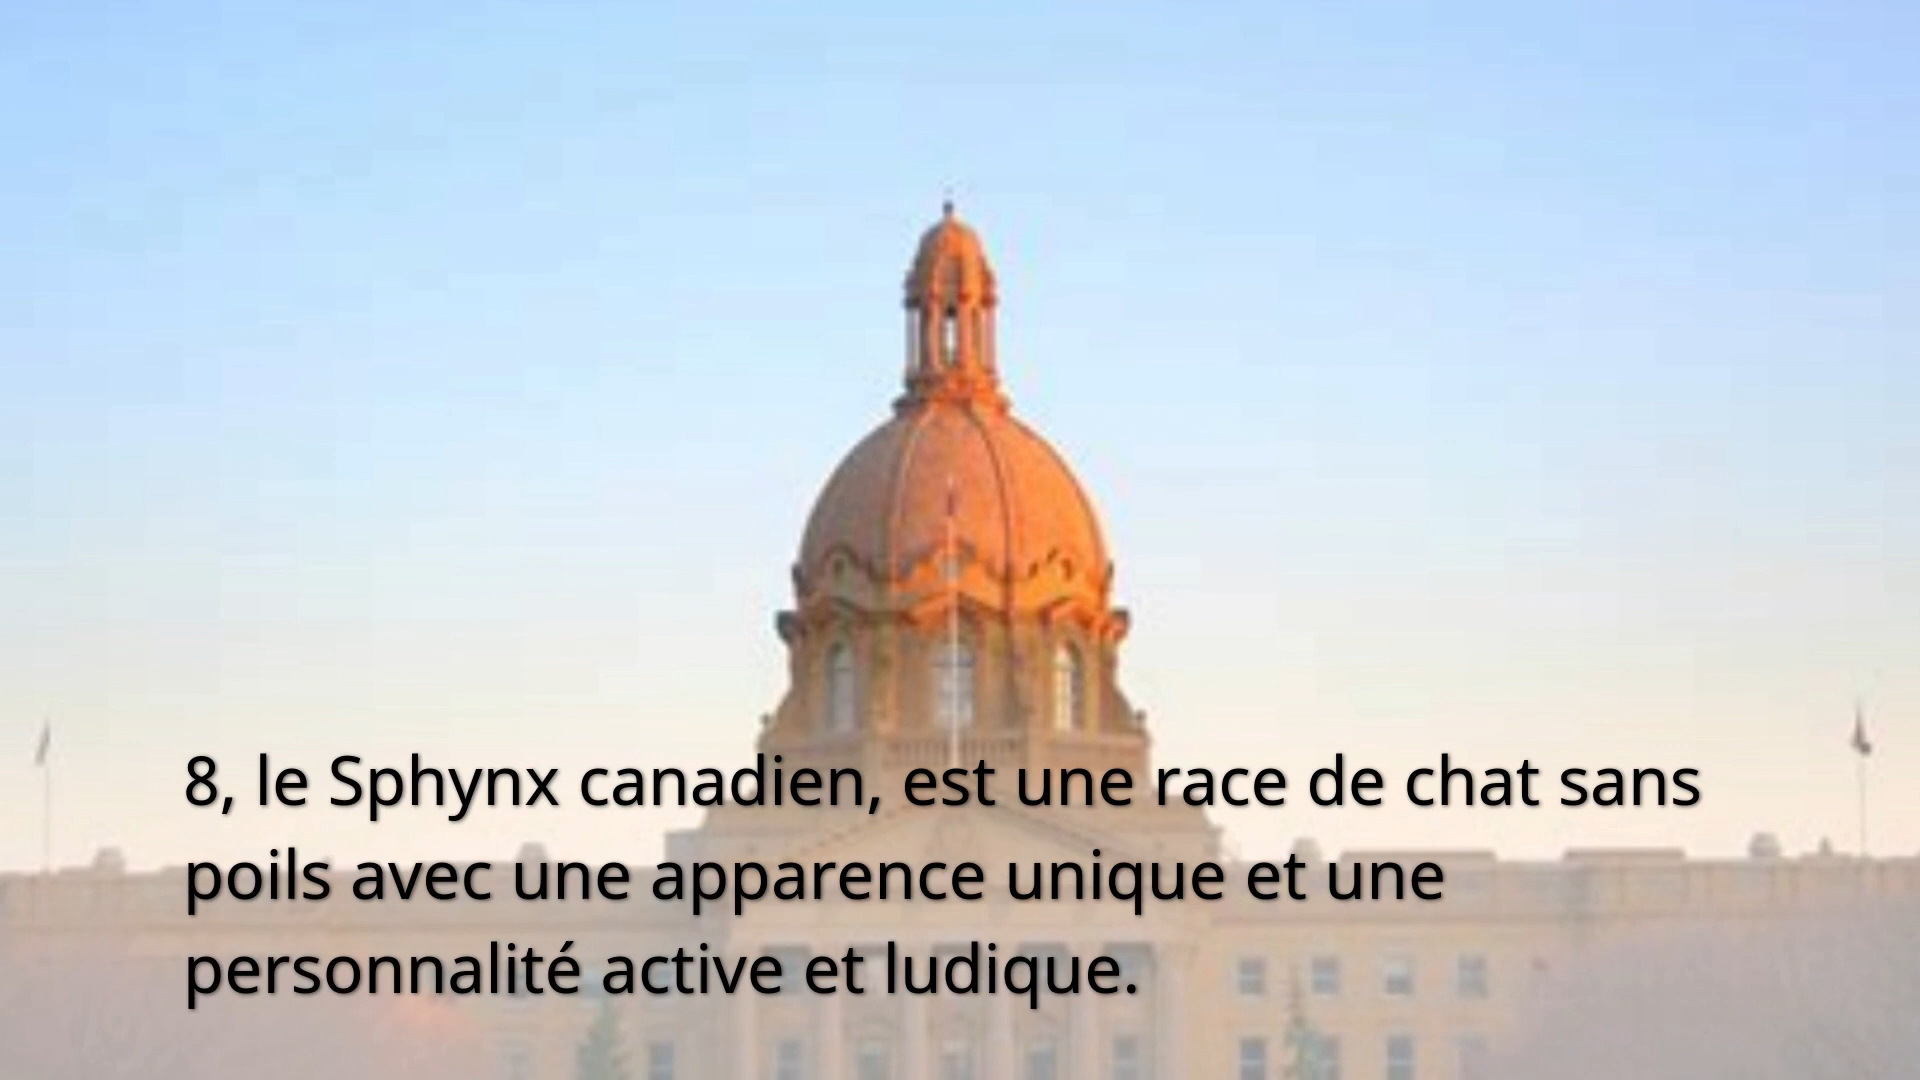 8, le Sphynx canadien, est une race de chat sans
poils avec une apparence unique et une
personnalité active et ludique.